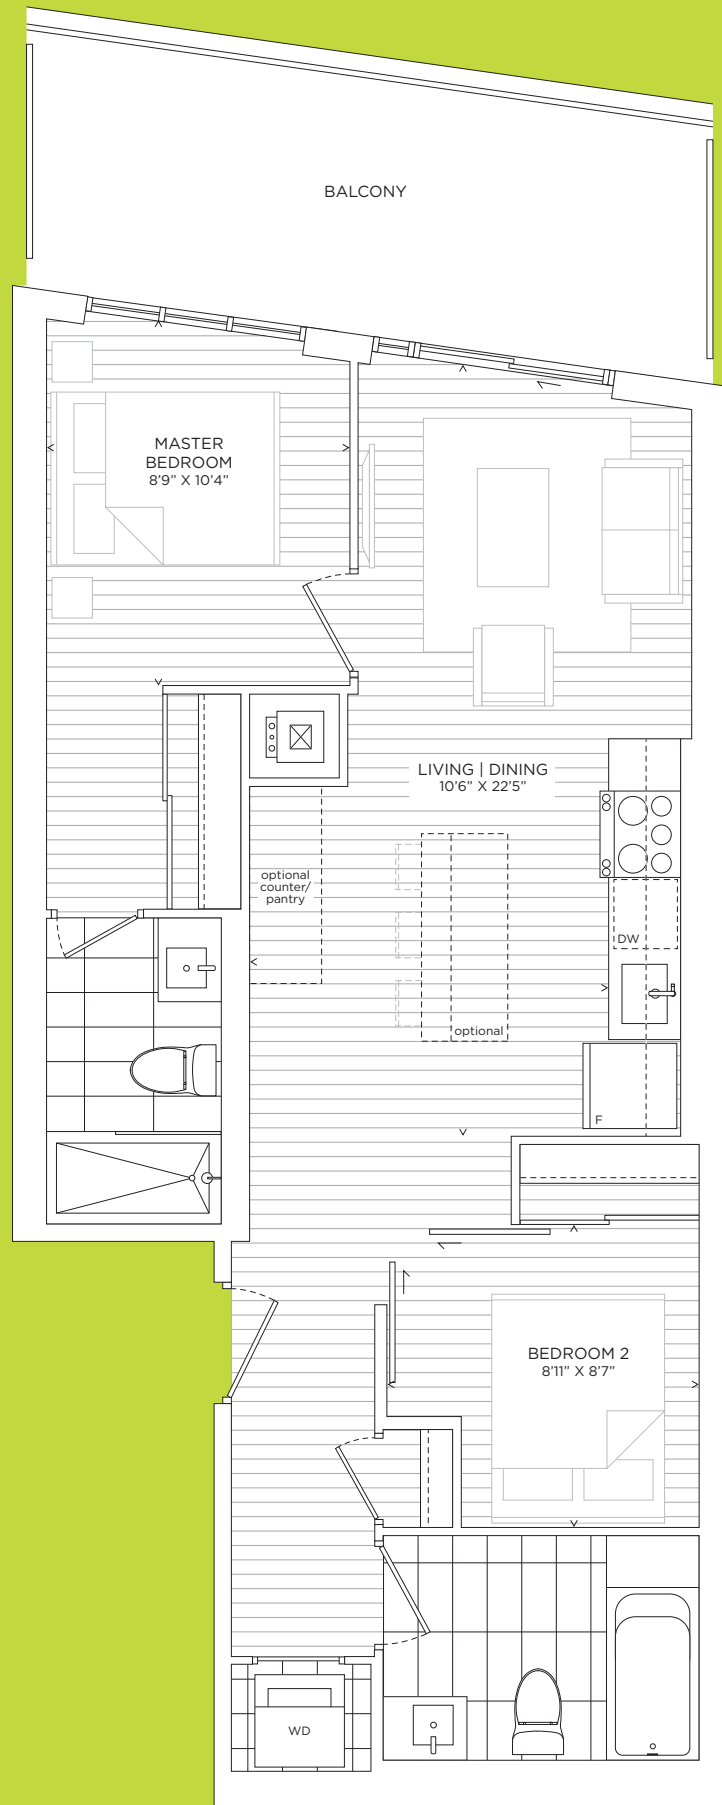 BALCONY
MASTER
BEDROOM
8'9" X 10'4"
LIVING | DINING
10'6" X 22'5"
optional
counter/
pantry
DW
optional
F
BEDROOM 2
8'11" X 8'7"
WD